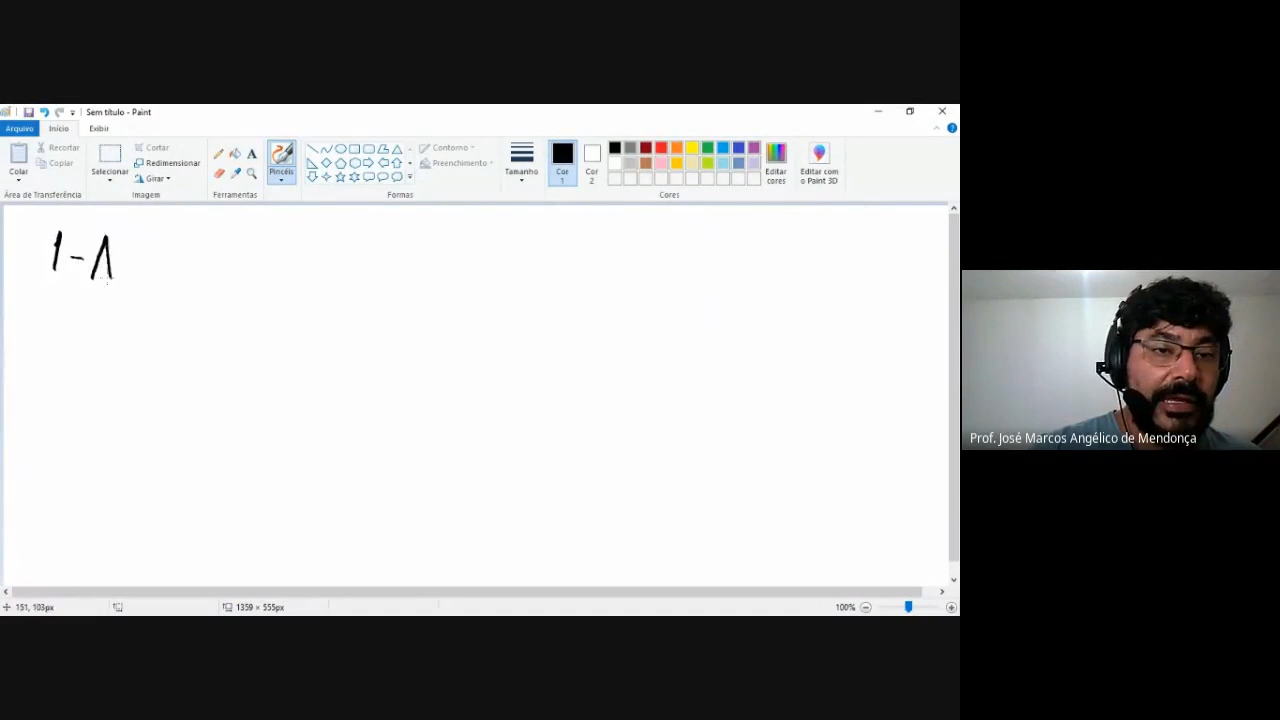 Sem título - Paint
Arquivo Início Exibir
Colar
Recortar
Copiar
Área de Transferência
Selecionar
Cortar
Redimensionar
Girar
Imagem
A
Ferramentas
Pincéis
Contorno
Preenchimento
Formas
Tamanho
Cor 1
Cor 2
Editar cores
Cores
Editar com o Paint 3D
1-Λ
Prof. José Marcos Angélico de Mendonça
151, 103px
1359 × 555px
100%